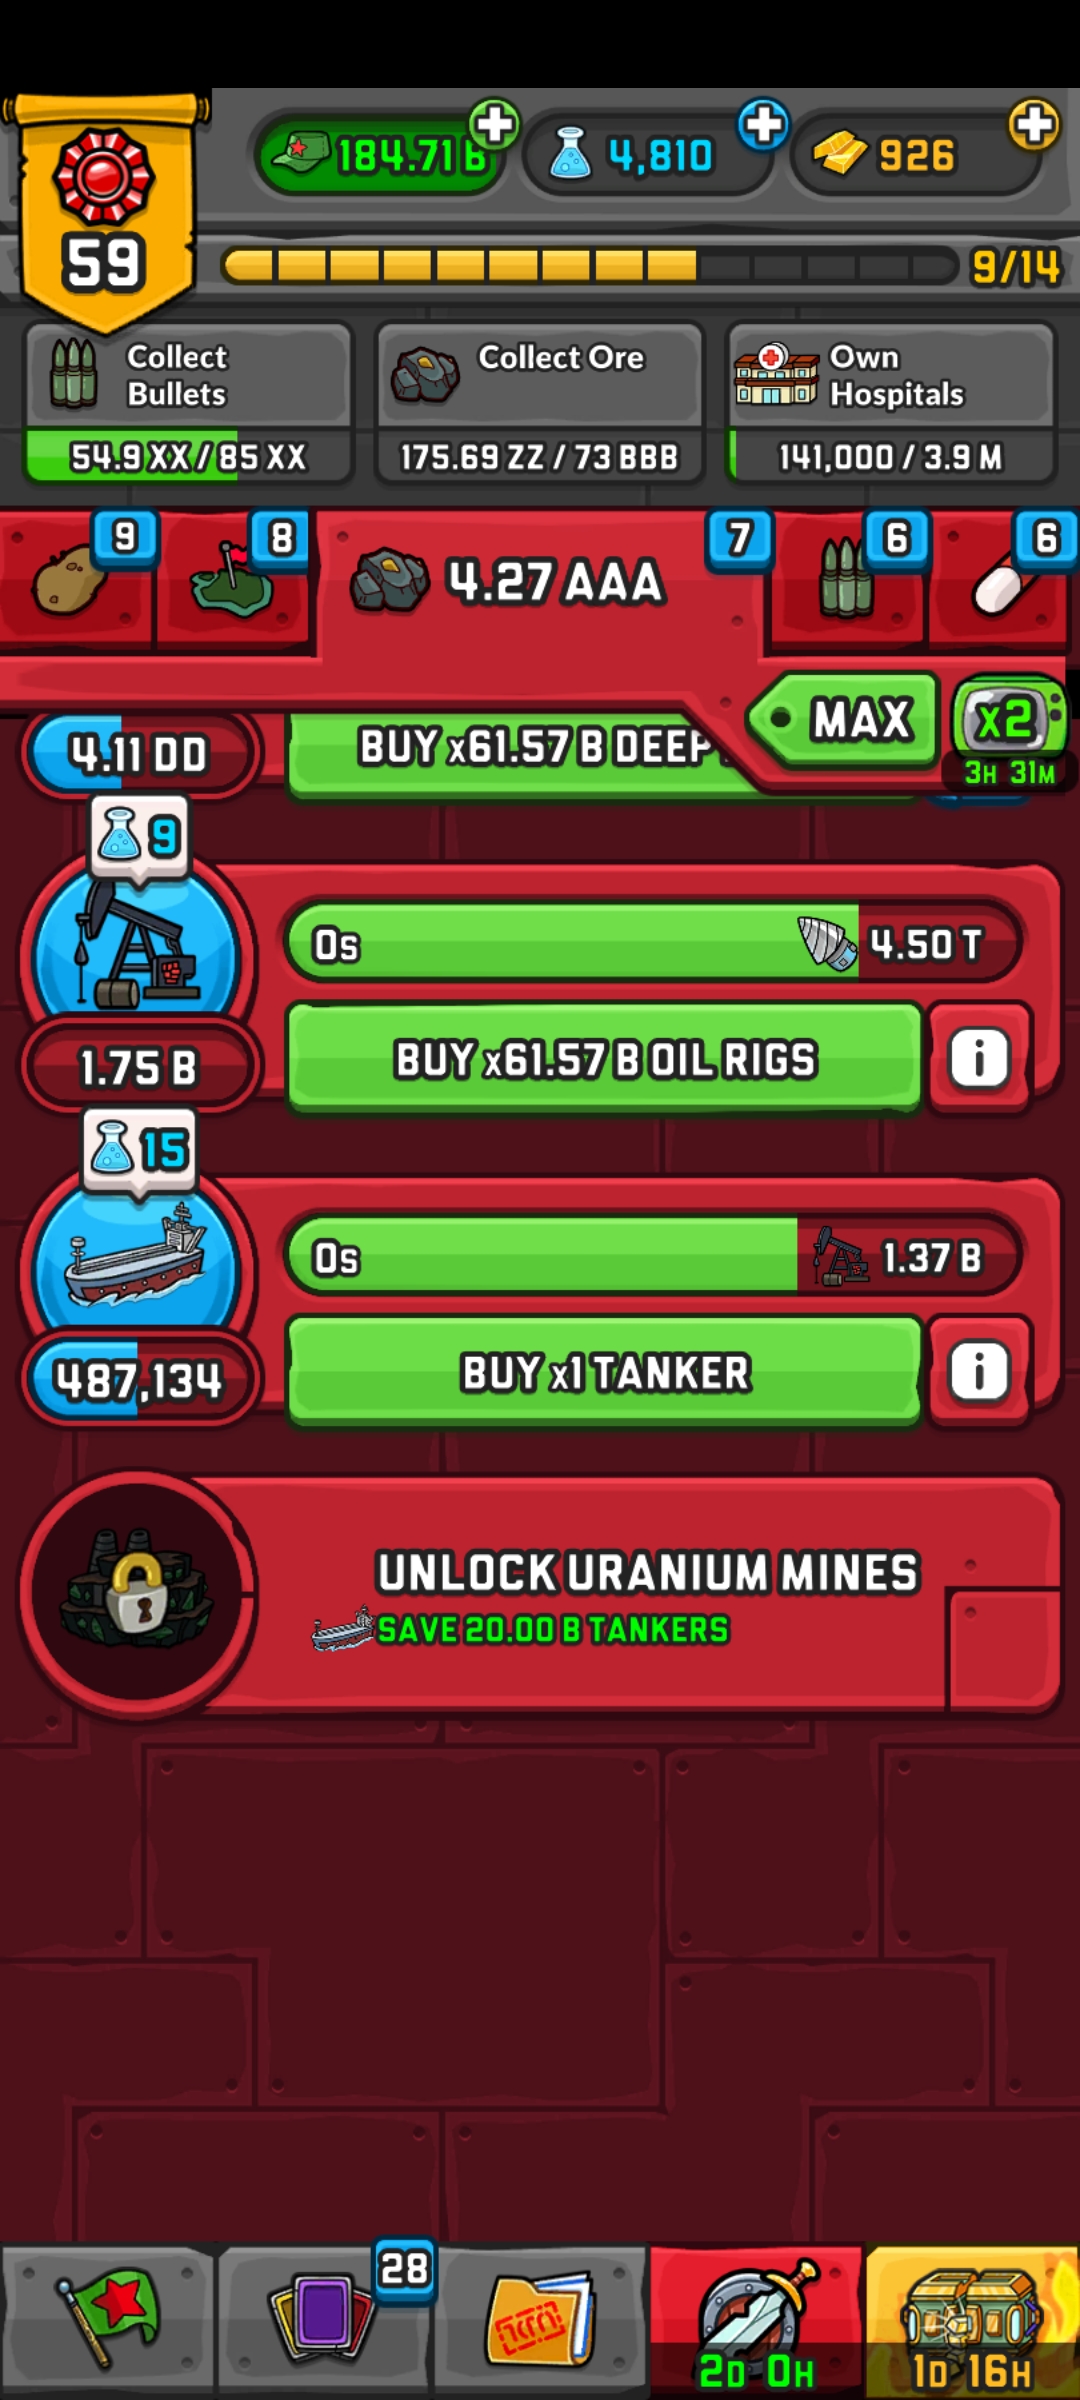 184.71 B
4,810
926
59
9/14
Collect
Bullets
54.9 XX / 85 XX
Collect Ore
175.69 ZZ / 73 BBB
Own
Hospitals
141,000 / 3.9 M
9
8
4.27 AAA
7
6
6
MAX
x2
3H 31M
4.11 DD
BUY x61.57 B DEEP
9
0s
4.50 T
1.75 B
BUY x61.57 B OIL RIGS
i
15
0s
1.37 B
487,134
BUY x1 TANKER
i
UNLOCK URANIUM MINES
SAVE 20.00 B TANKERS
28
2D 0H
1D 16H